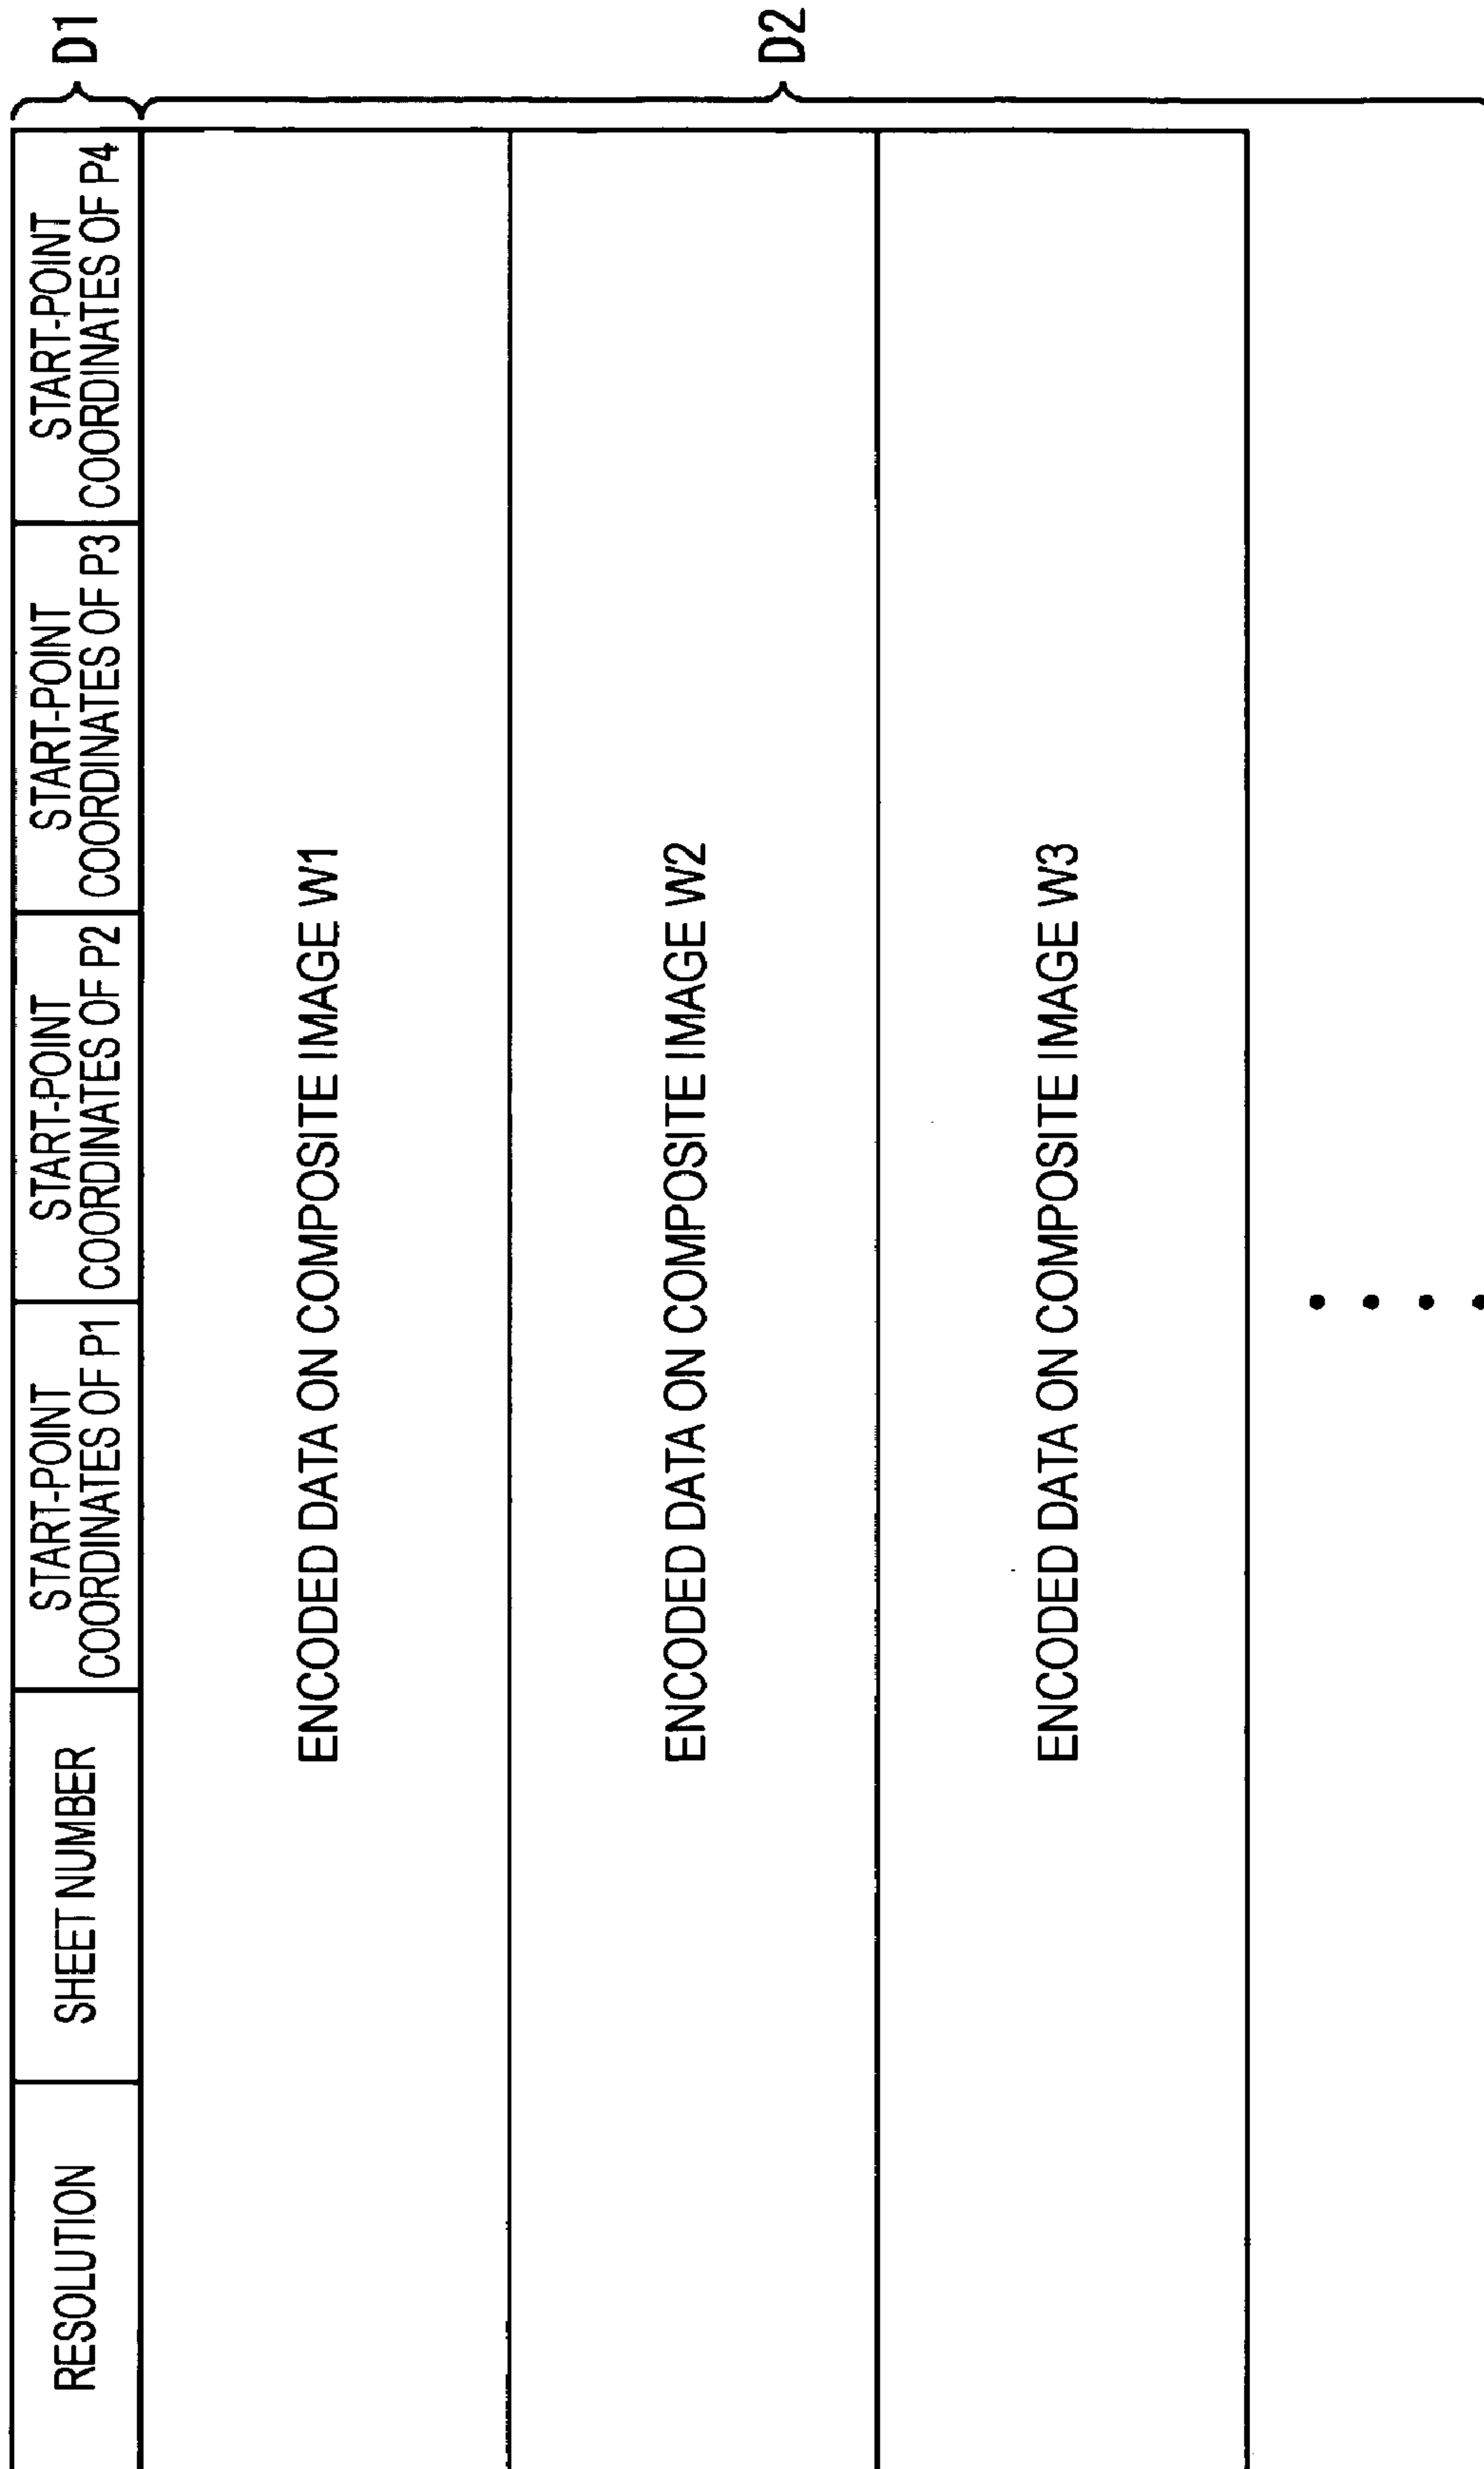 RESOLUTION
SHEET NUMBER
START-POINT
COORDINATES OF P1
START-POINT
COORDINATES OF P2
START-POINT
COORDINATES OF P3
START-POINT
COORDINATES OF P4
D1
ENCODED DATA ON COMPOSITE IMAGE W1
ENCODED DATA ON COMPOSITE IMAGE W2
D2
ENCODED DATA ON COMPOSITE IMAGE W3